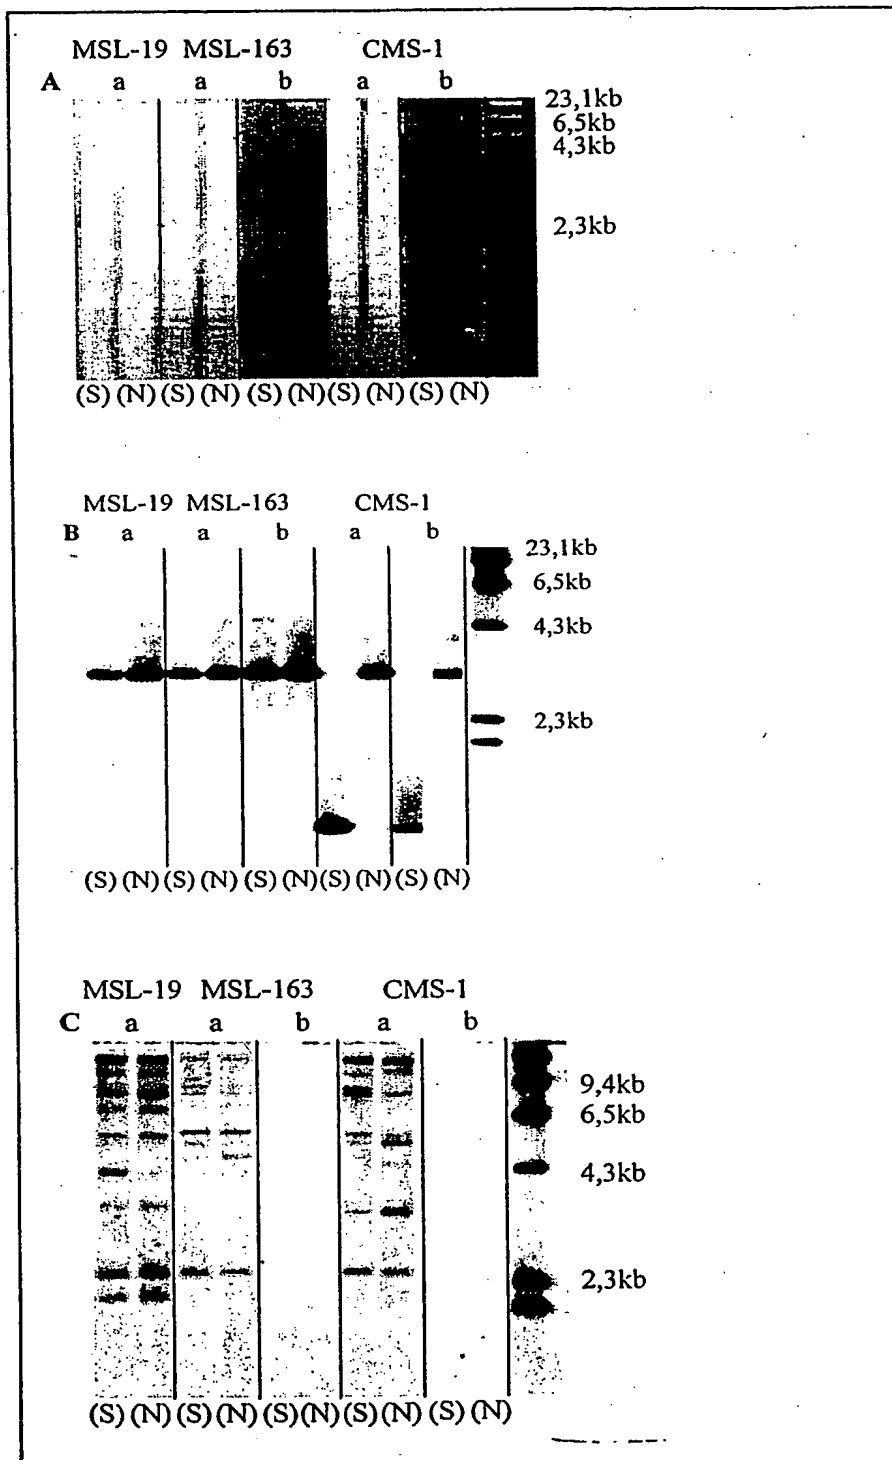 MSL-19 MSL-163 CMS-1
A a a b a b
23,1kb
6,5kb
4,3kb
2,3kb
(S) (N) (S) (N) (S) (N) (S) (N) (S) (N)
MSL-19 MSL-163 CMS-1
B a a b a b
23,1kb
6,5kb
4,3kb
2,3kb
(S) (N) (S) (N) (S) (N) (S) (N) (S) (N)
MSL-19 MSL-163 CMS-1
C a a b a b
9,4kb
6,5kb
4,3kb
2,3kb
(S) (N) (S) (N) (S) (N) (S) (N) (S) (N)